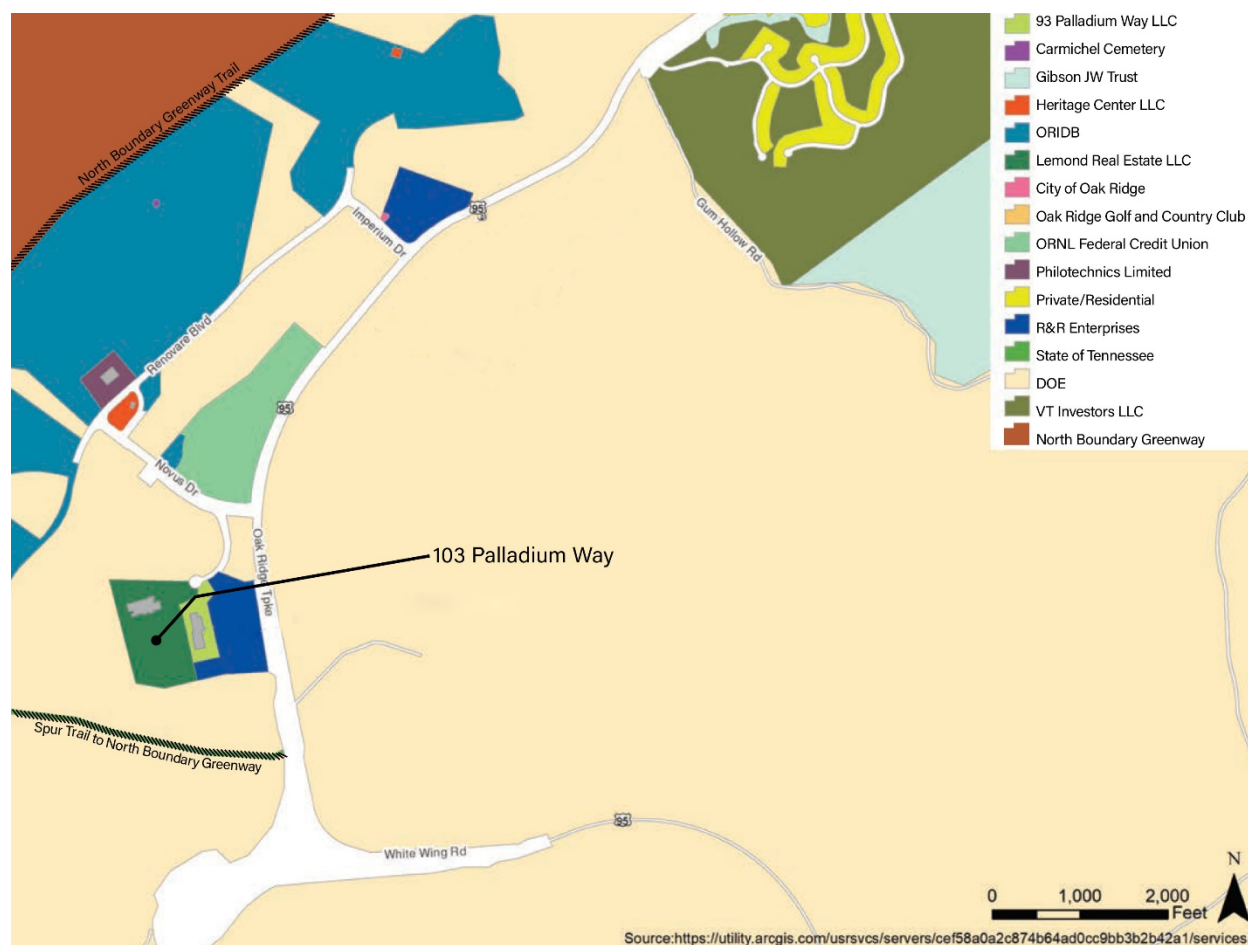 93 Palladium Way LLC
Carmichel Cemetery
Gibson JW Trust
Heritage Center LLC
ORIDB
Lemond Real Estate LLC
City of Oak Ridge
Oak Ridge Golf and Country Club
ORNL Federal Credit Union
Philotechnics Limited
Private/Residential
R&R Enterprises
State of Tennessee
DOE
VT Investors LLC
North Boundary Greenway
North Boundary Greenway Trail
Imperium Dr
95
Gum Hollow Rd
Renovare Blvd
95
Novus Dr
Oak Ridge Tpke
103 Palladium Way
Spur Trail to North Boundary Greenway
95
White Wing Rd
N
0 1,000 2,000
Feet
Source:https://utility.arcgis.com/usrsvcs/servers/cef58a0a2c874b64ad0cc9bb3b2b42a1/services